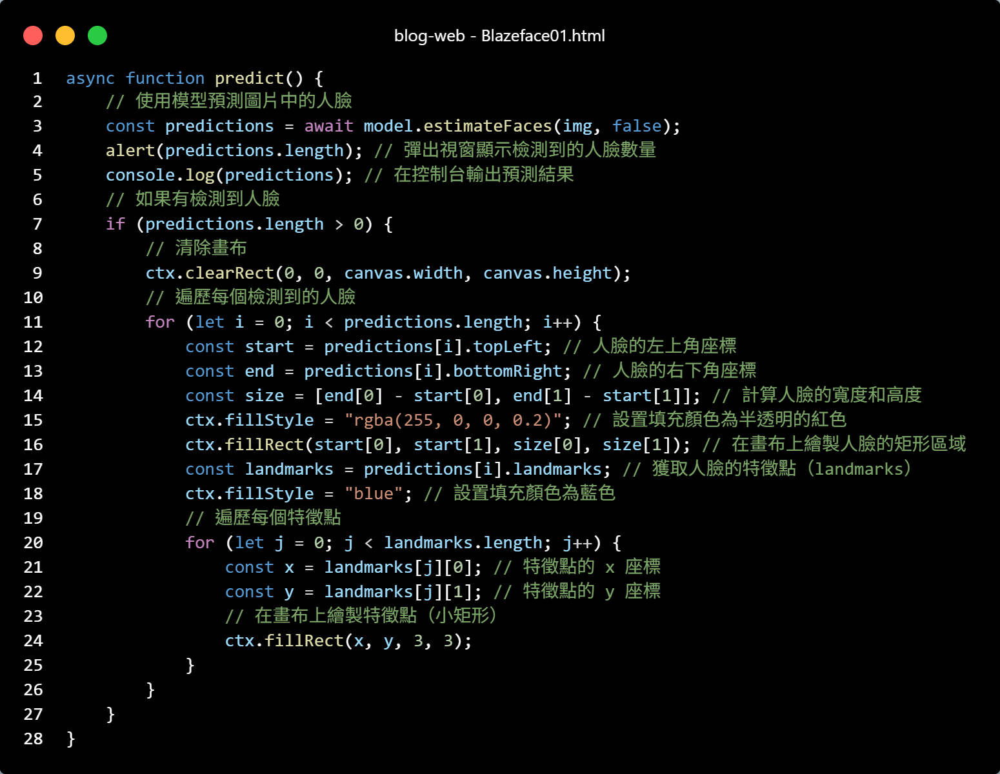 blog-web - Blazeface01.html
1 async function predict() {
2 // 使用模型預測圖片中的人臉
3 const predictions = await model.estimateFaces(img, false);
4 alert(predictions.length); // 彈出視窗顯示檢測到的人臉數量
5 console.log(predictions); // 在控制台輸出預測結果
6 // 如果有檢測到人臉
7 if (predictions.length > 0) {
8 // 清除畫布
9 ctx.clearRect(0, 0, canvas.width, canvas.height);
10 // 遍歷每個檢測到的人臉
11 for (let i = 0; i < predictions.length; i++) {
12 const start = predictions[i].topLeft; // 人臉的左上角座標
13 const end = predictions[i].bottomRight; // 人臉的右下角座標
14 const size = [end[0] - start[0], end[1] - start[1]]; // 計算人臉的寬度和高度
15 ctx.fillStyle = "rgba(255, 0, 0, 0.2)"; // 設置填充顏色為半透明的紅色
16 ctx.fillRect(start[0], start[1], size[0], size[1]); // 在畫布上繪製人臉的矩形區域
17 const landmarks = predictions[i].landmarks; // 獲取人臉的特徵點（landmarks）
18 ctx.fillStyle = "blue"; // 設置填充顏色為藍色
19 // 遍歷每個特徵點
20 for (let j = 0; j < landmarks.length; j++) {
21 const x = landmarks[j][0]; // 特徵點的 x 座標
22 const y = landmarks[j][1]; // 特徵點的 y 座標
23 // 在畫布上繪製特徵點（小矩形）
24 ctx.fillRect(x, y, 3, 3);
25 }
26 }
27 }
28 }